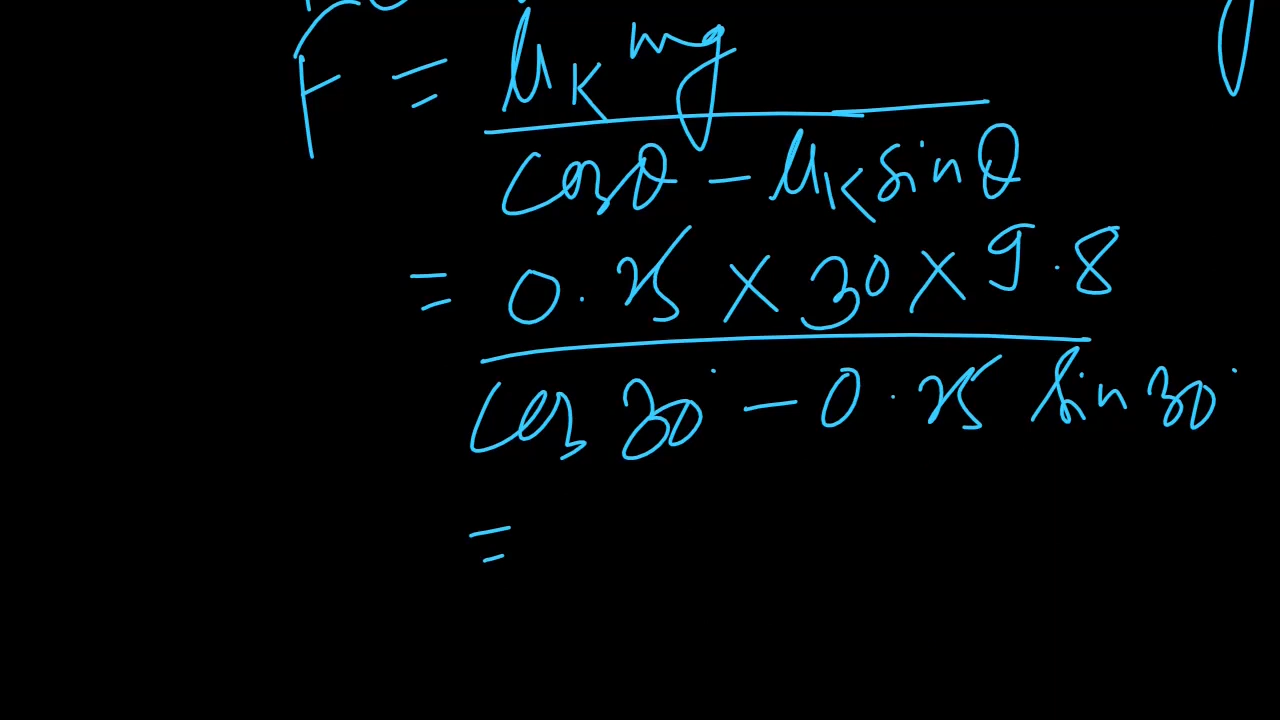 F = μₖ mg
cosθ - μₖ sinθ
= 0.25 × 30 × 9.8
cos 30° - 0.25 sin 30°
=